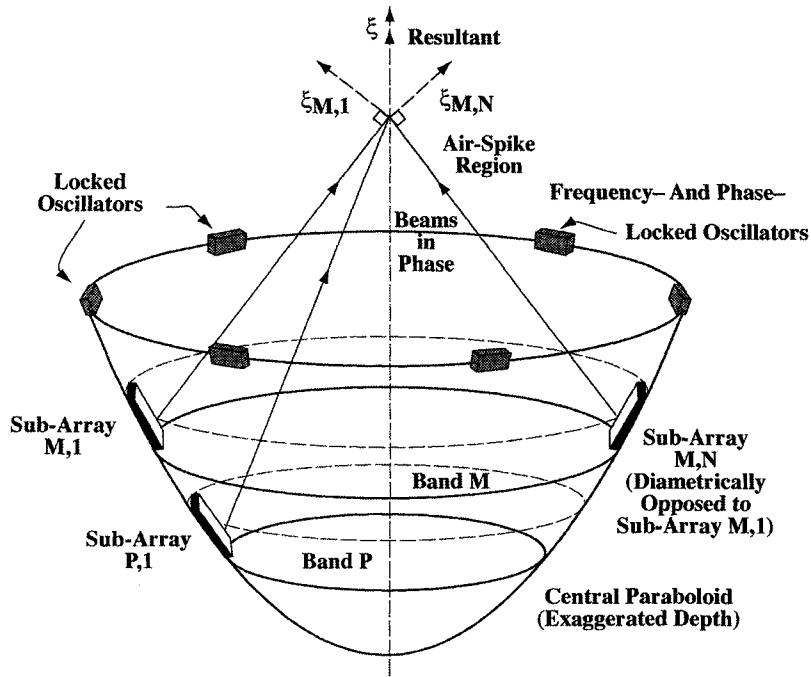 ξ
Resultant
ξM,1
ξM,N
Air-Spike
Region
Locked
Oscillators
Frequency– And Phase–
Locked Oscillators
Beams
in
Phase
Sub-Array
M,1
Sub-Array
M,N
(Diametrically
Opposed to
Sub-Array M,1)
Band M
Sub-Array
P,1
Band P
Central Paraboloid
(Exaggerated Depth)